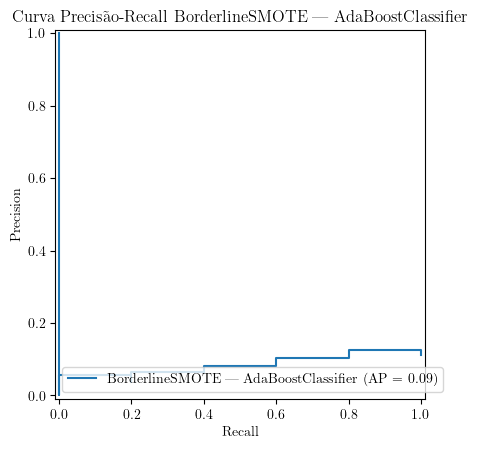 Curva Precisão-Recall BorderlineSMOTE — AdaBoostClassifier
1.0
0.8
0.6
0.4
0.2
0.0
Precision
BorderlineSMOTE — AdaBoostClassifier (AP = 0.09)
0.0 0.2 0.4 0.6 0.8 1.0
Recall